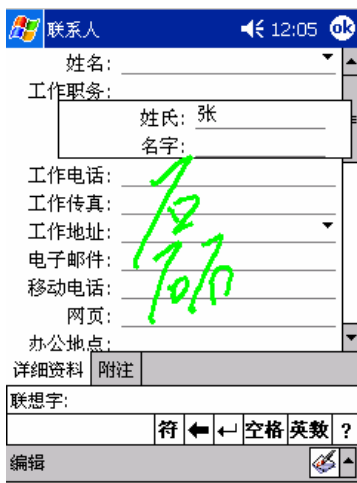 联系人 12:05 ok
姓名:
工作职务:
姓氏: 张
名字:
工作电话:
工作传真:
工作地址:
电子邮件:
移动电话:
网页:
办公地点:
详细资料 附注
联想字:
符 空格 英数 ?
编辑